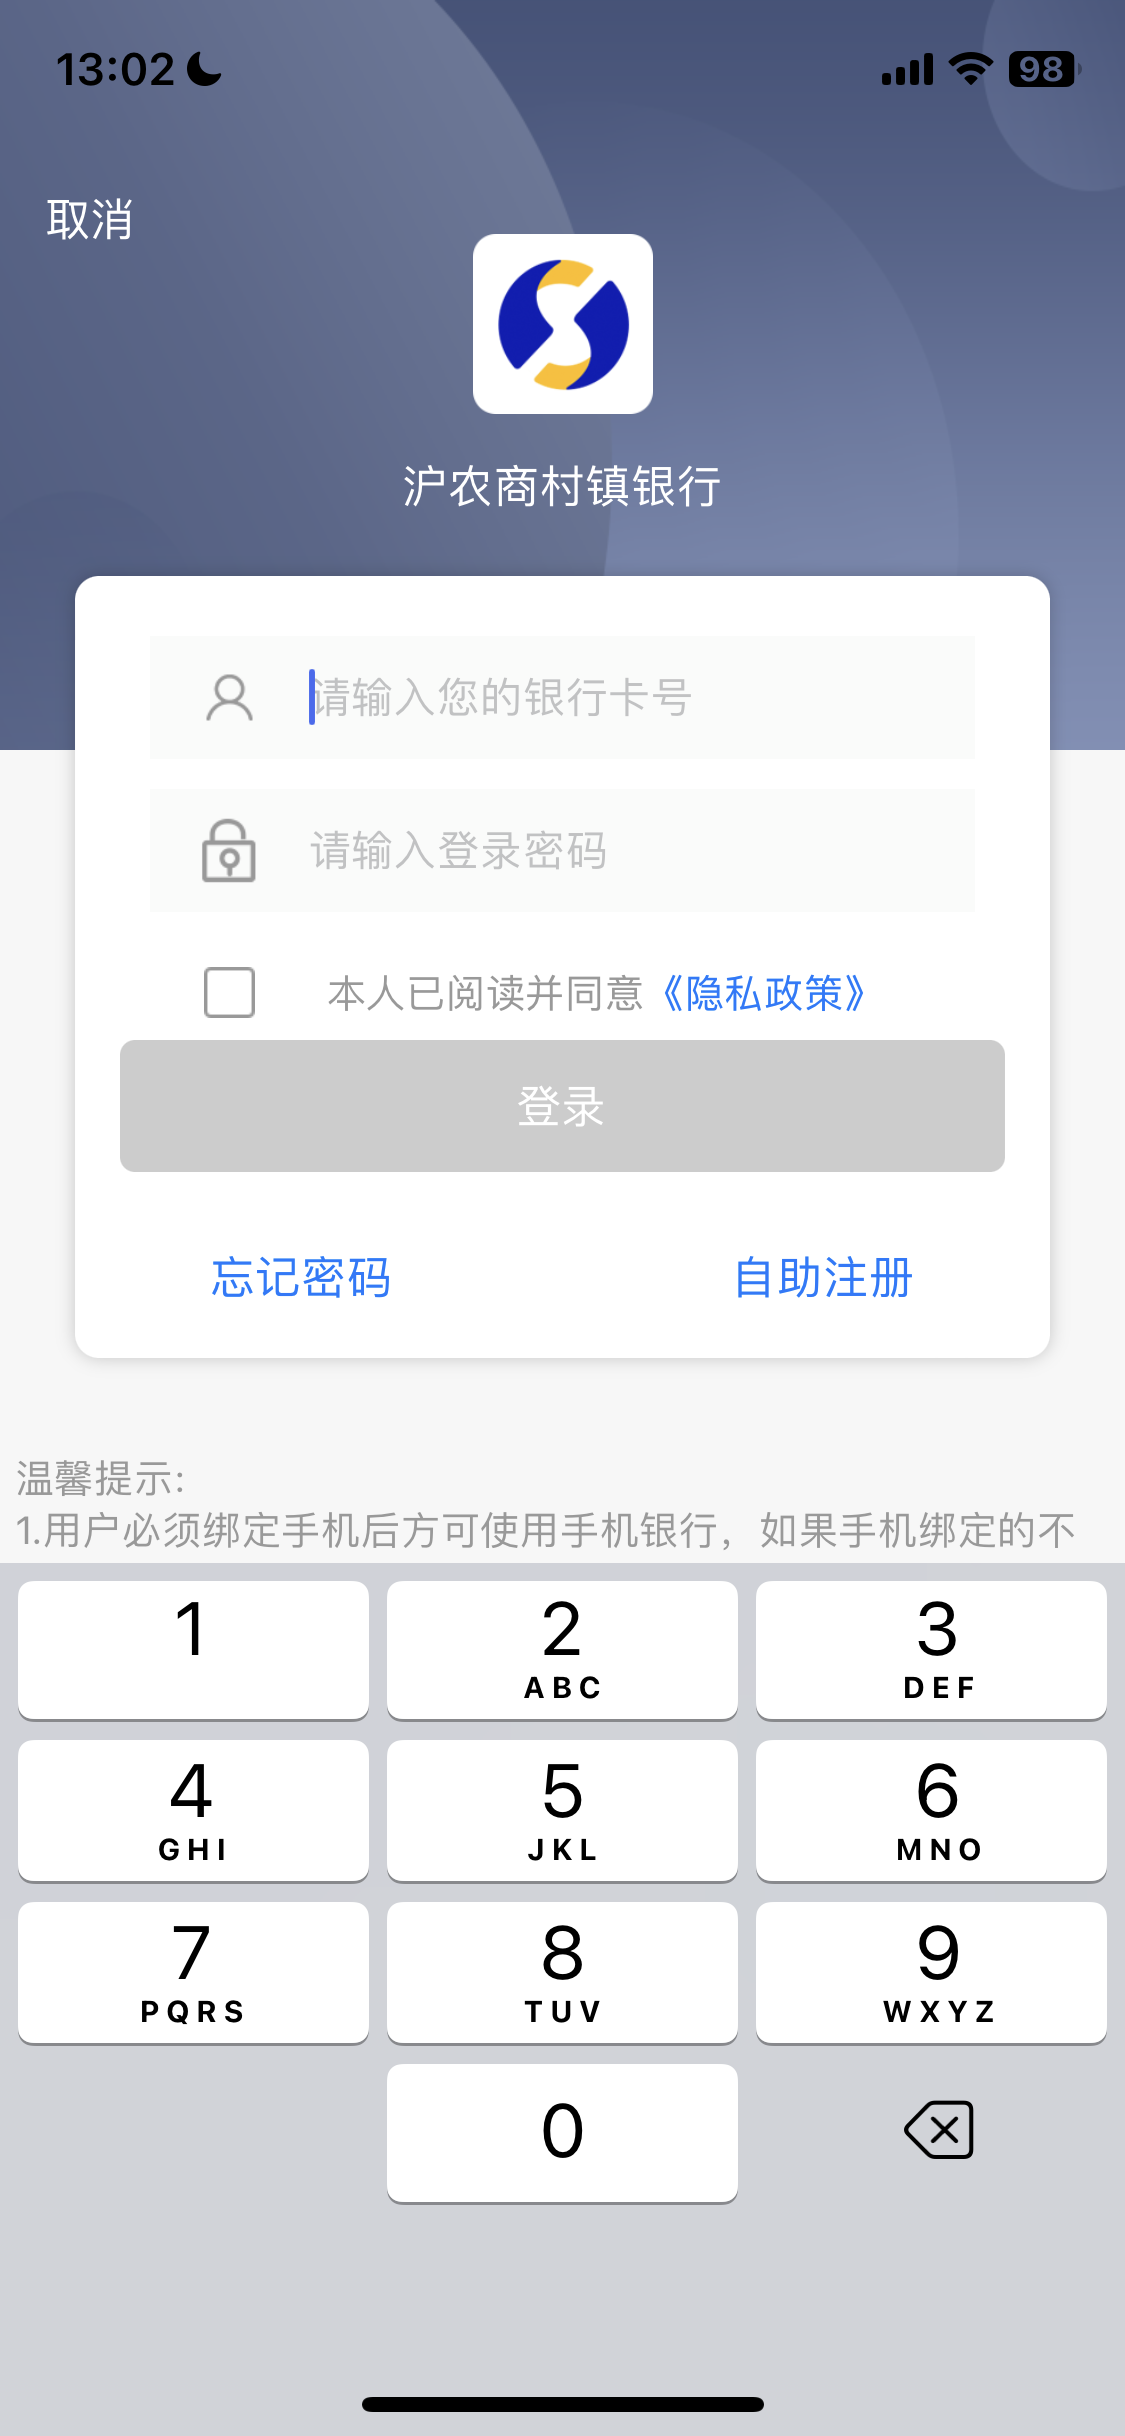 13:02
98
取消
沪农商村镇银行
请输入您的银行卡号
请输入登录密码
本人已阅读并同意《隐私政策》
登录
忘记密码
自助注册
温馨提示:
1.用户必须绑定手机后方可使用手机银行，如果手机绑定的不
1
2
ABC
3
DEF
4
GHI
5
JKL
6
MNO
7
PQRS
8
TUV
9
WXYZ
0